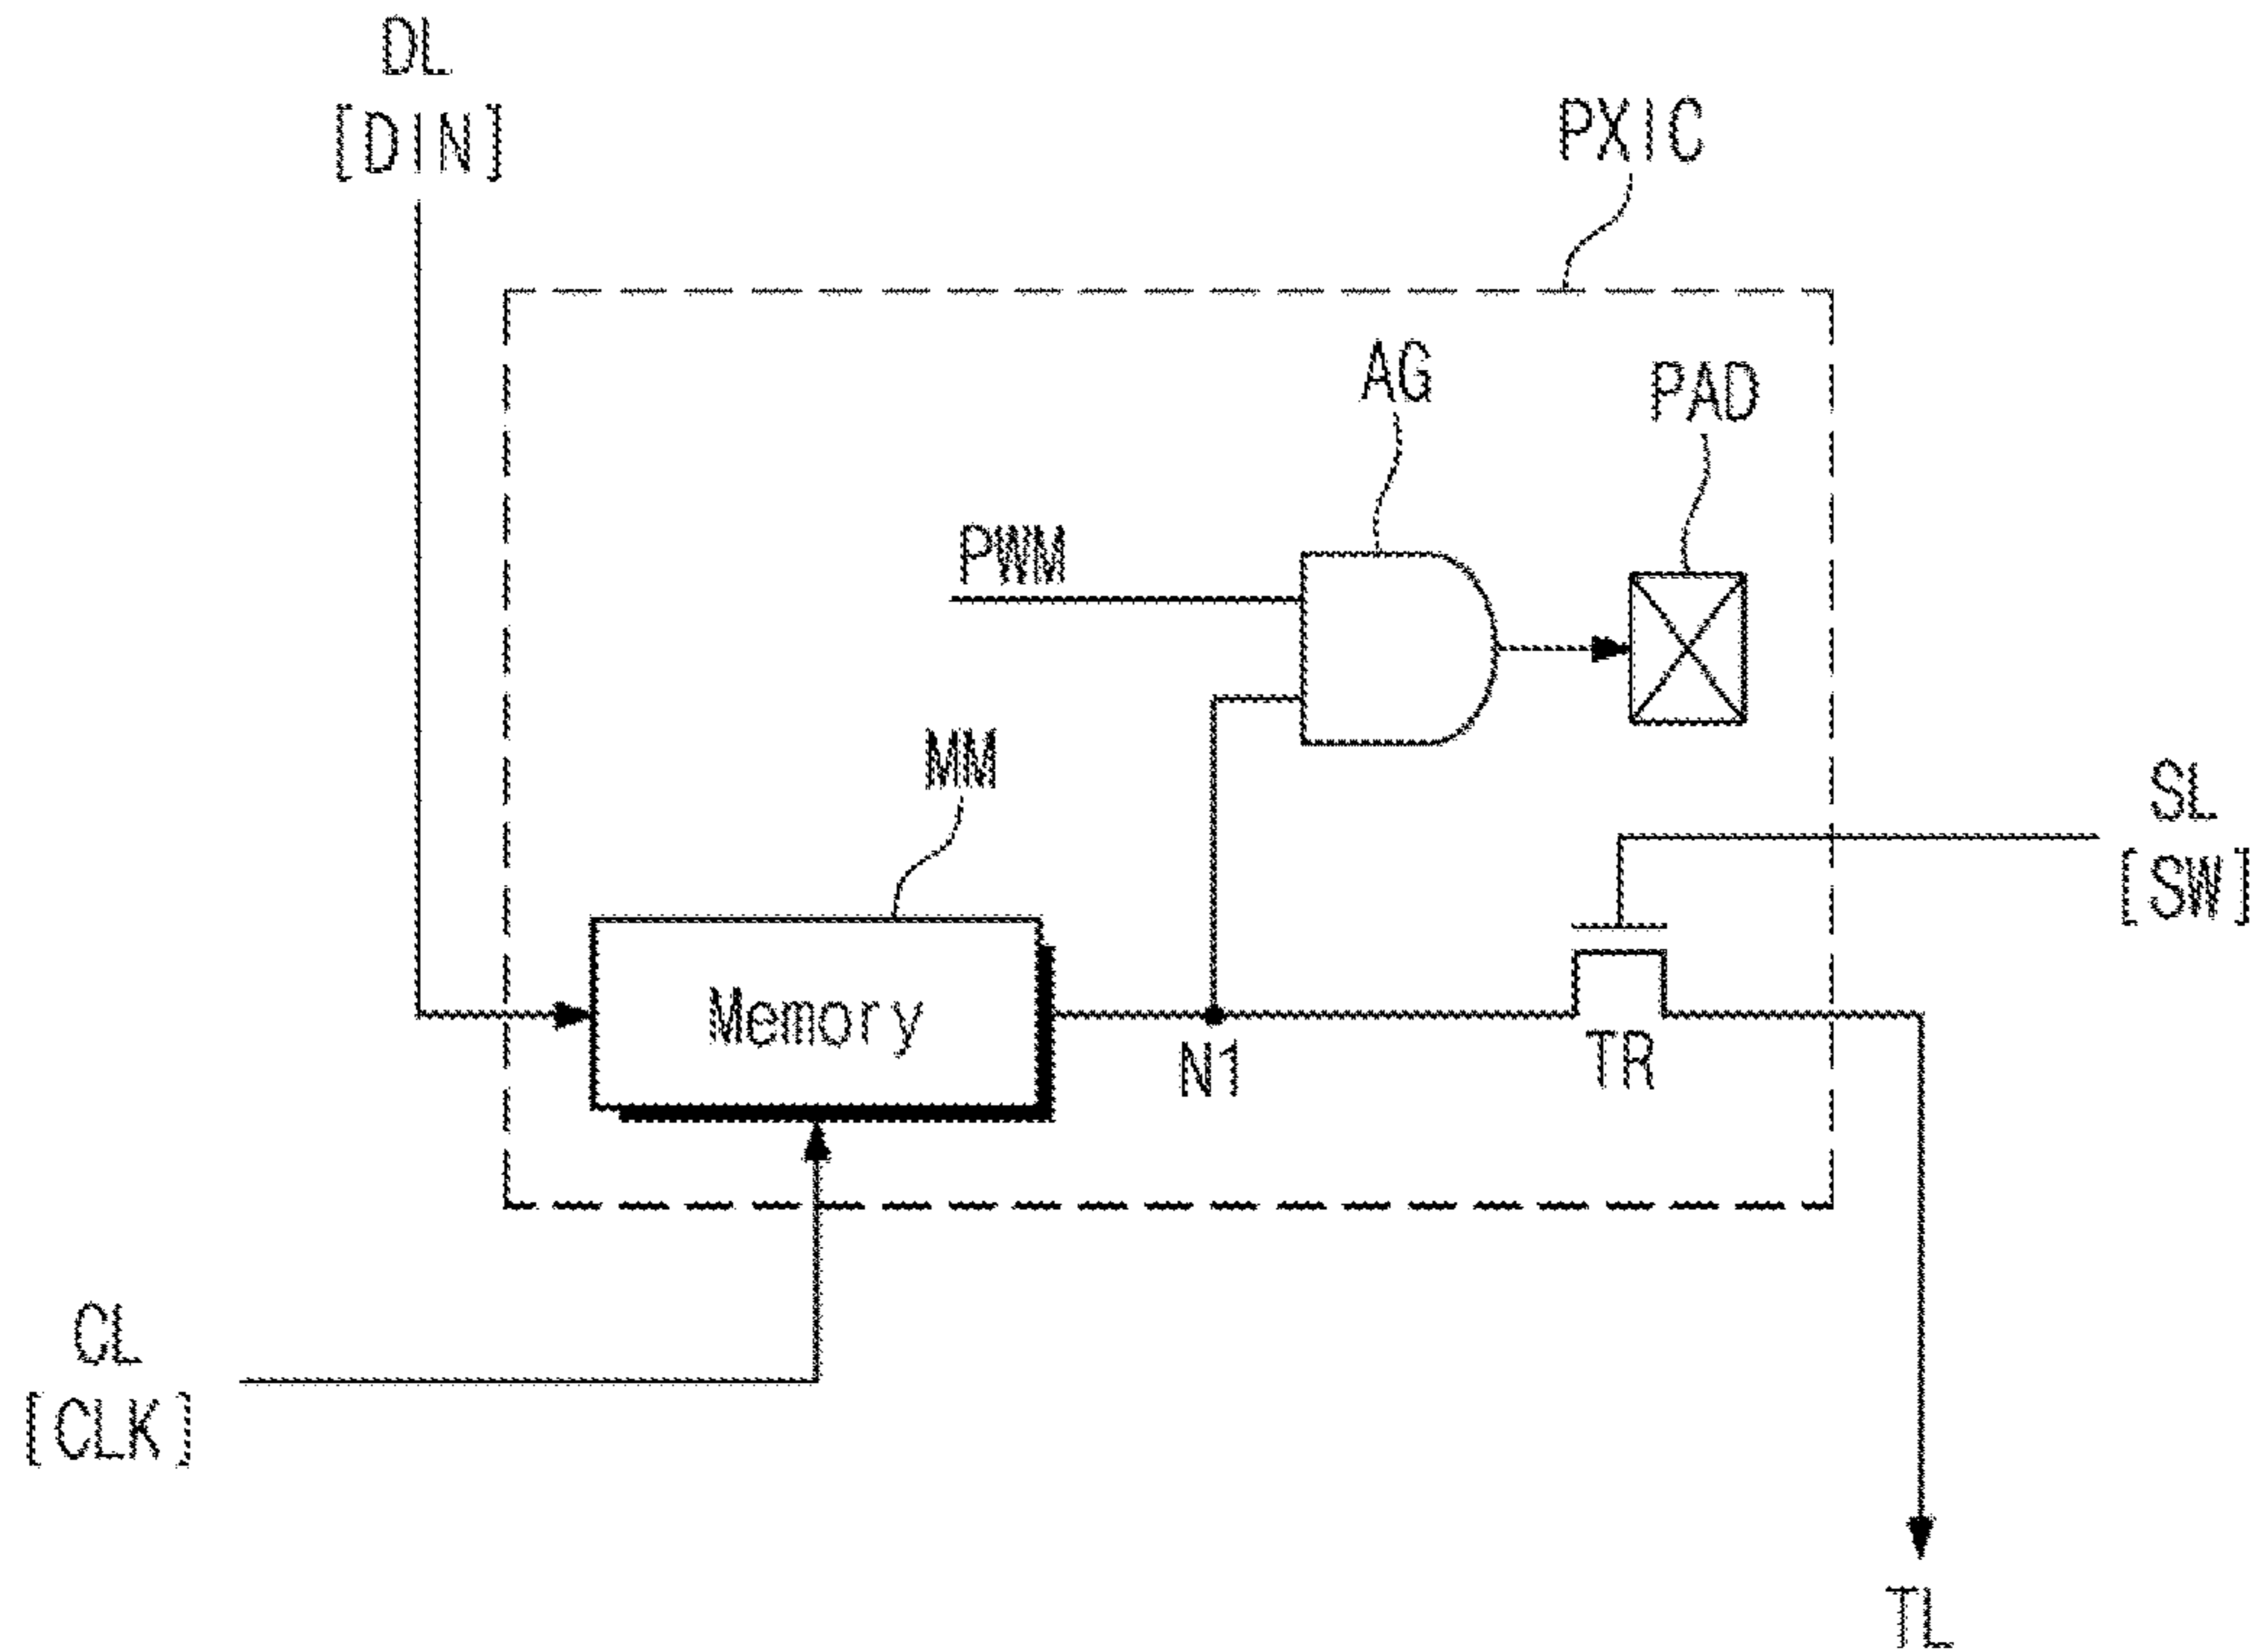 DL
[DIN]
PXIC
AG
PAD
PWM
MM
SL
[SW]
Memory
N1
TR
CL
[CLK]
TL